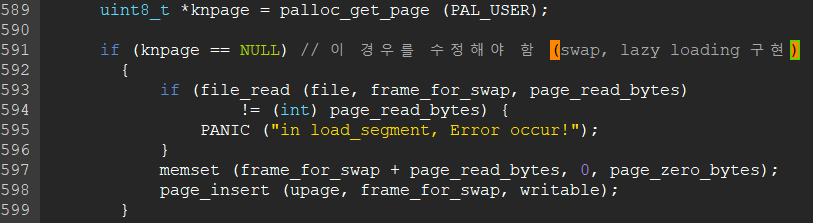 589         uint8_t *knpage = palloc_get_page (PAL_USER);
590
591         if (knpage == NULL) // 이 경우를 수정해야 함 (swap, lazy loading 구현)
592           {
593               if (file_read (file, frame_for_swap, page_read_bytes)
594                       != (int) page_read_bytes) {
595                   PANIC ("in load_segment, Error occur!");
596               }
597               memset (frame_for_swap + page_read_bytes, 0, page_zero_bytes);
598               page_insert (upage, frame_for_swap, writable);
599           }